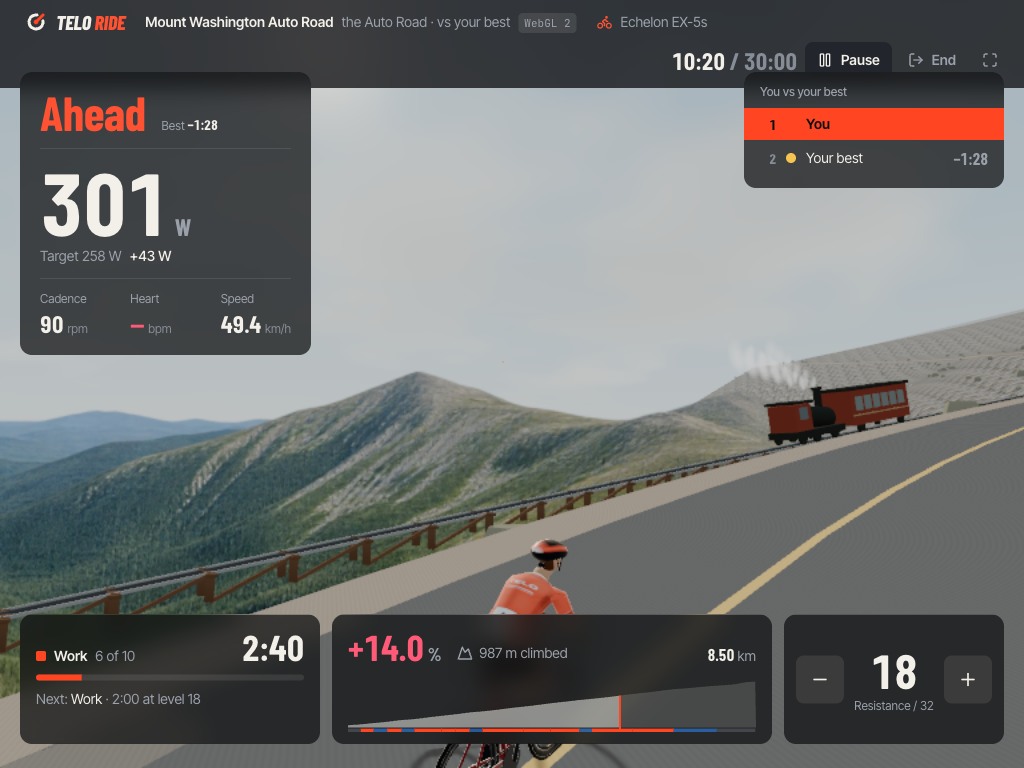 TELO RIDE Mount Washington Auto Road the Auto Road · vs your best WebGL 2 Echelon EX-5s
10:20 / 30:00 Pause End
Ahead Best −1:28
301 W
Target 258 W +43 W
Cadence Heart Speed
90 rpm – bpm 49.4 km/h
You vs your best
1 You
2 Your best −1:28
TELO
Work 6 of 10 2:40
Next: Work · 2:00 at level 18
+14.0 % 987 m climbed 8.50 km
− 18 +
Resistance / 32